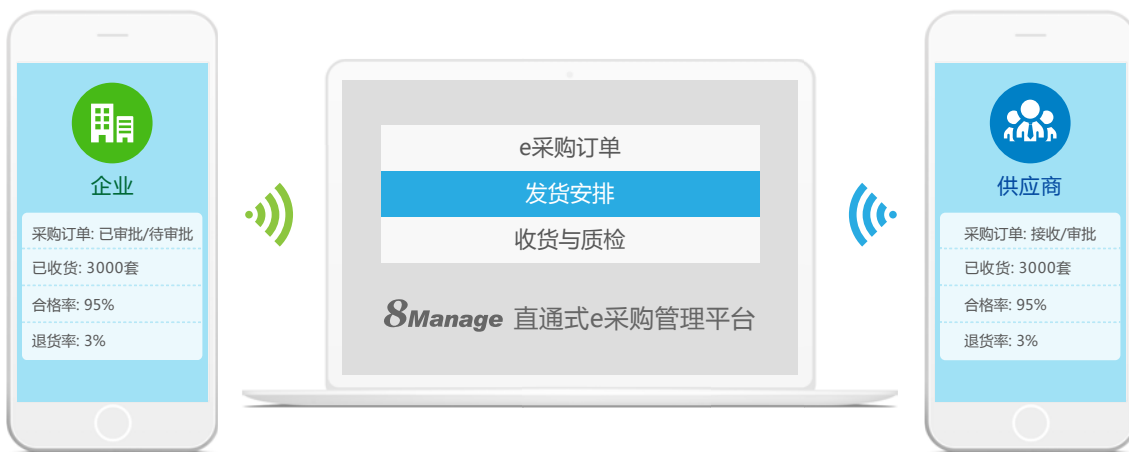 企业
采购订单: 已审批/待审批
已收货: 3000套
合格率: 95%
退货率: 3%
e采购订单
发货安排
收货与质检
8Manage 直通式e采购管理平台
供应商
采购订单: 接收/审批
已收货: 3000套
合格率: 95%
退货率: 3%